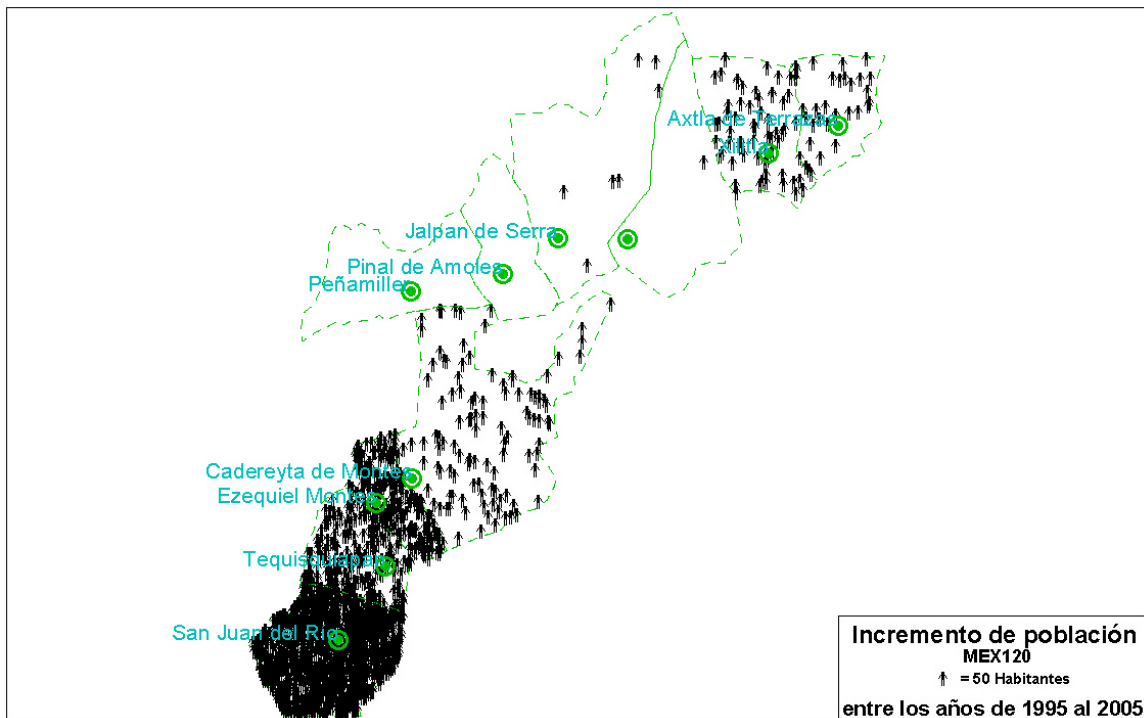 Axtla de Terrazas
Xilitla
Jalpan de Serra
Pinal de Amoles
Peñamiller
Cadereyta de Montes
Ezequiel Montes
Tequisquiapan
San Juan del Rio
Incremento de población
MEX120
= 50 Habitantes
entre los años de 1995 al 2005